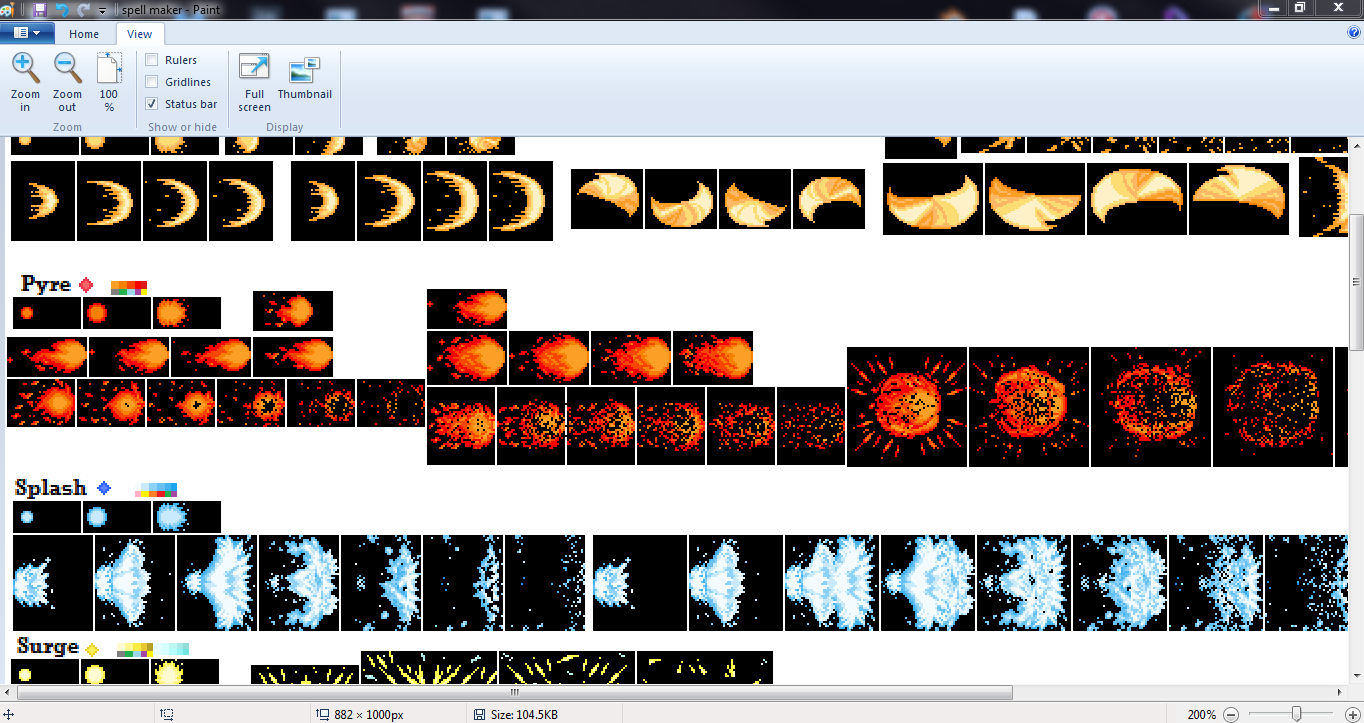 spell maker - Paint
Home View
Zoom in
Zoom out
100 %
Rulers
Gridlines
Status bar
Full screen
Thumbnail
Zoom
Show or hide
Display
Pyre
Splash
Surge
882 × 1000px
Size: 104.5KB
200%